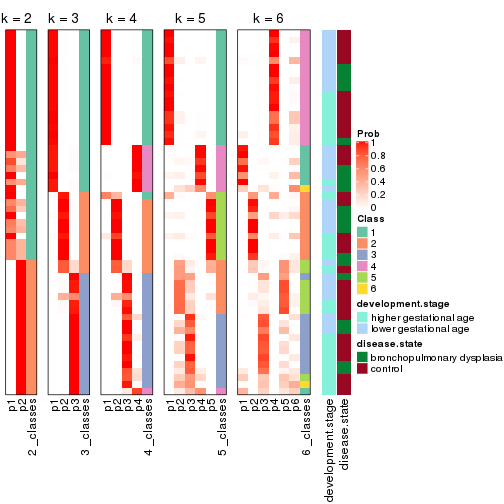 k = 2
k = 3
k = 4
k = 5
k = 6
p1
p2
2_classes
p1
p2
p3
3_classes
p1
p2
p3
p4
4_classes
p1
p2
p3
p4
p5
5_classes
p1
p2
p3
p4
p5
p6
6_classes
development.stage
disease.state
Prob
1
0.8
0.6
0.4
0.2
0
Class
1
2
3
4
5
6
development.stage
higher gestational age
lower gestational age
disease.state
bronchopulmonary dysplasia
control